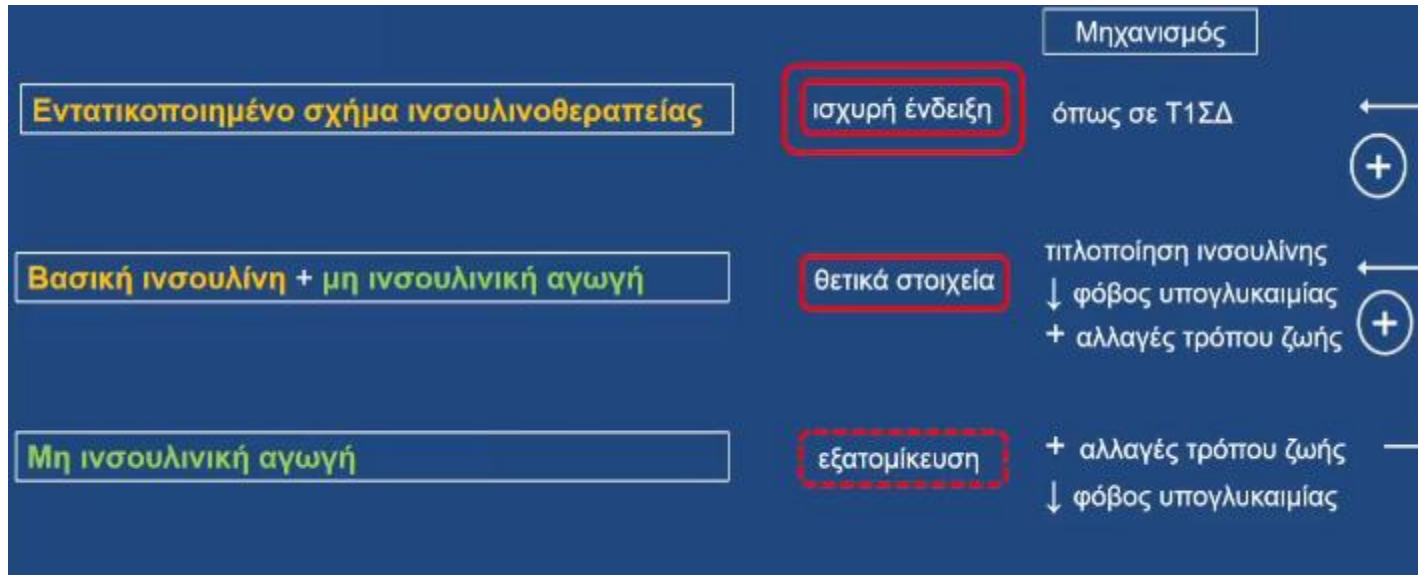 Μηχανισμός
Εντατικοποιημένο σχήμα ινσουλινοθεραπείας
ισχυρή ένδειξη
όπως σε Τ1ΣΔ
+
Βασική ινσουλίνη + μη ινσουλινική αγωγή
θετικά στοιχεία
τιτλοποίηση ινσουλίνης
↓ φόβος υπογλυκαιμίας
+ αλλαγές τρόπου ζωής
+
Μη ινσουλινική αγωγή
εξατομίκευση
+ αλλαγές τρόπου ζωής
↓ φόβος υπογλυκαιμίας